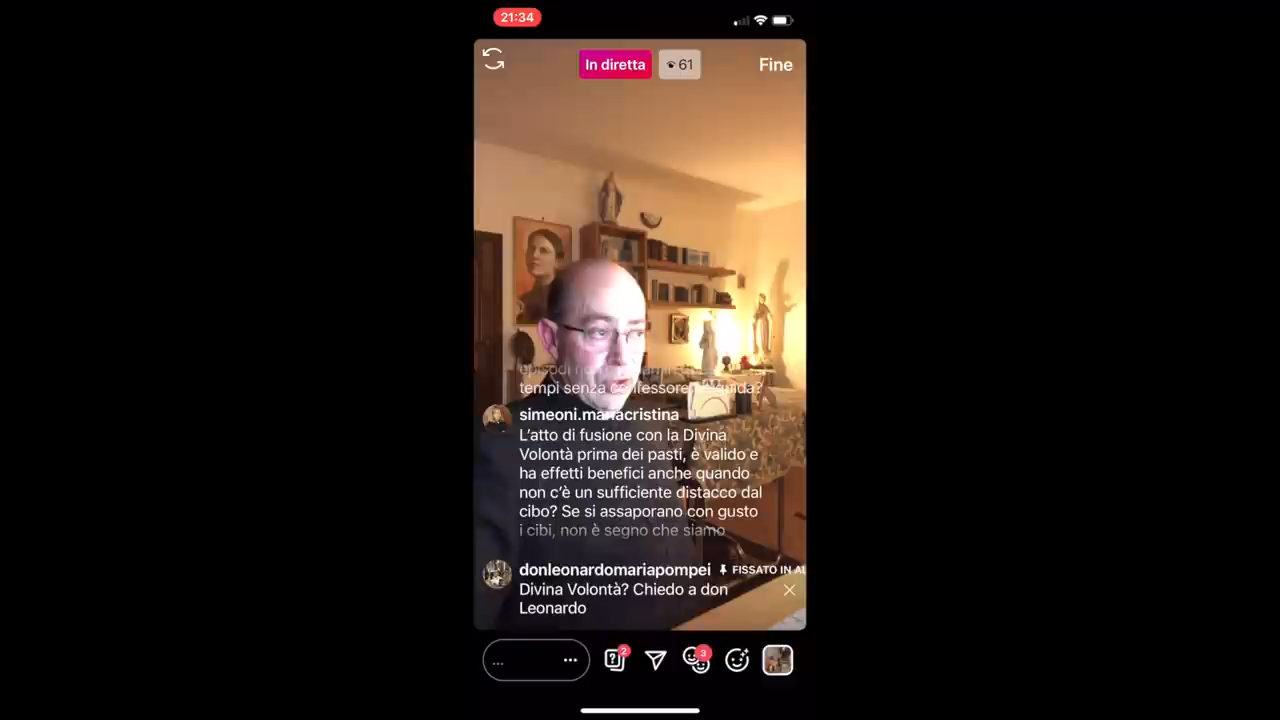 21:34
In diretta
61
Fine
episodi
tempi senza confessore guida?
simeoni.mariacristina
L'atto di fusione con la Divina
Volontà prima dei pasti, è valido e
ha effetti benefici anche quando
non c'è un sufficiente distacco dal
cibo? Se si assaporano con gusto
i cibi, non è segno che siamo
donleonardomariapompei FISSATO IN AL
Divina Volontà? Chiedo a don
Leonardo
...
2
3